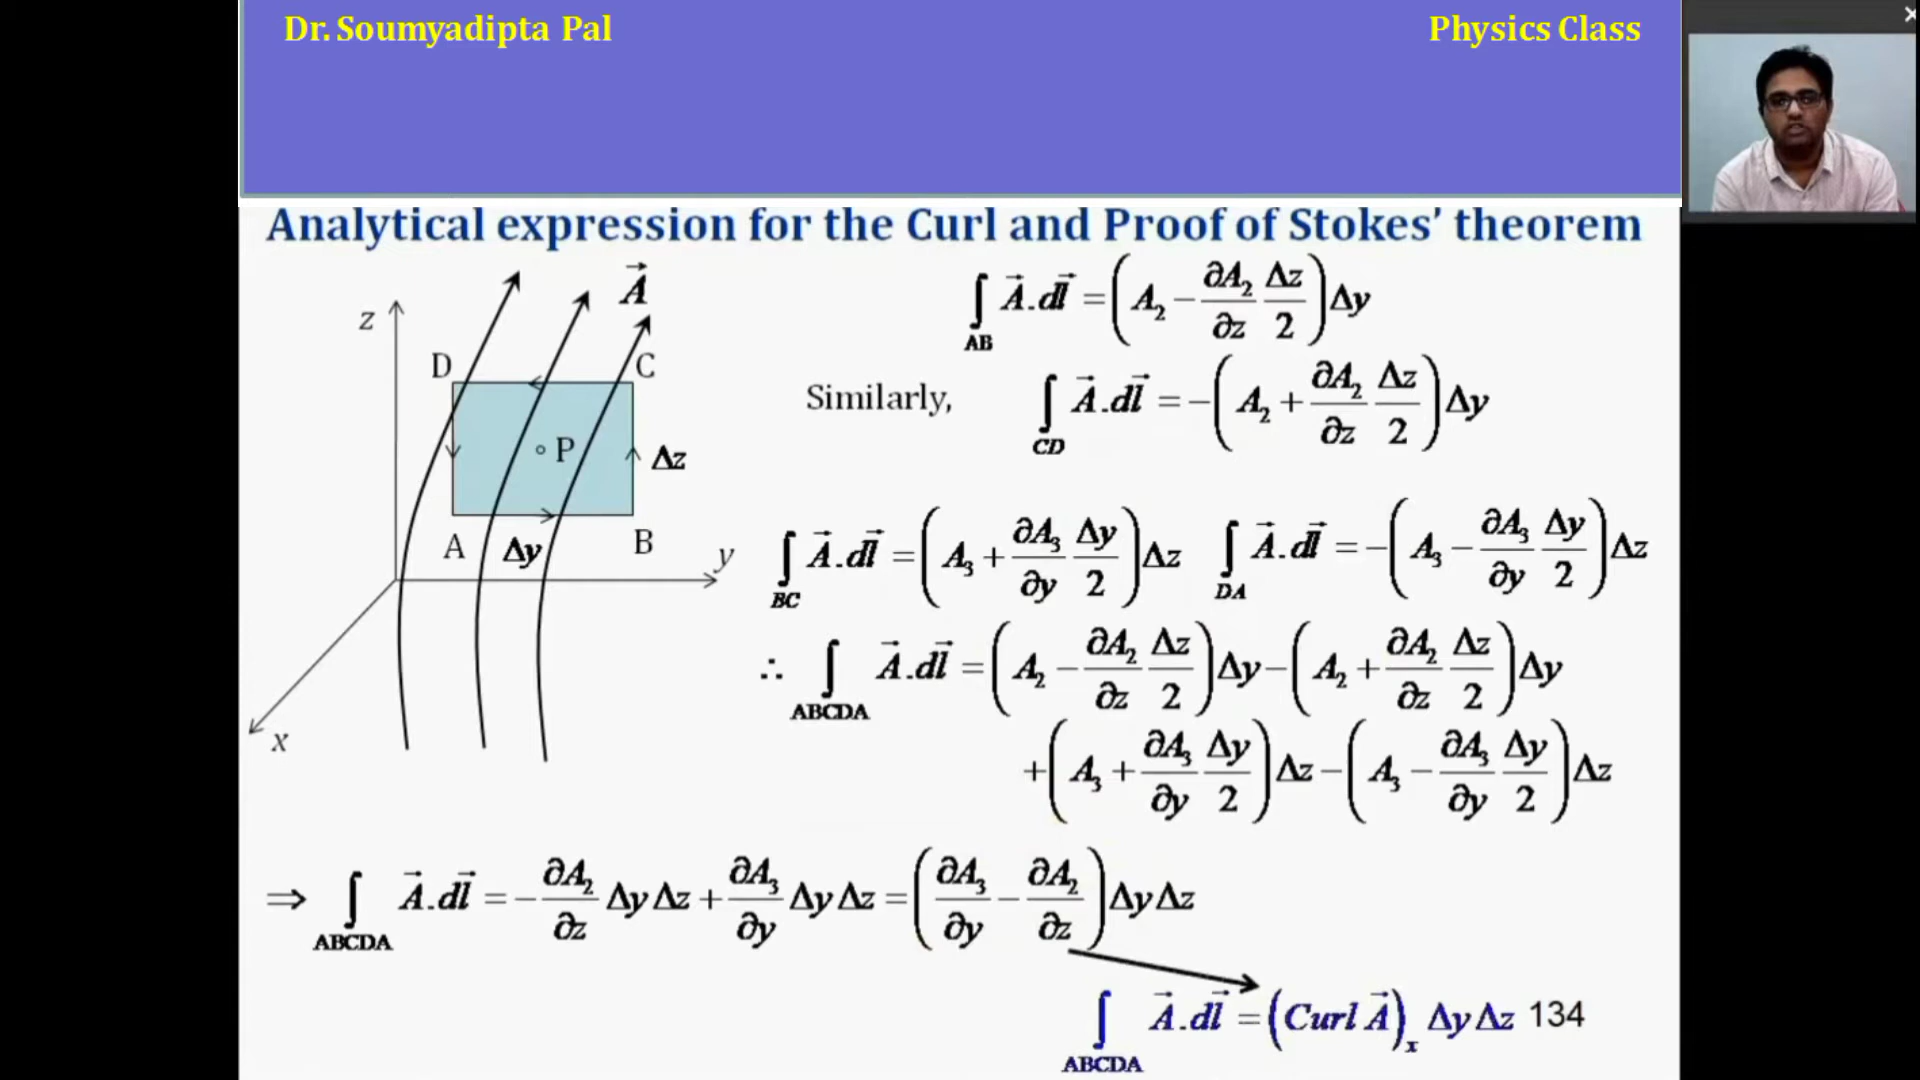 Dr. Soumyadipta Pal
Physics Class
Analytical expression for the Curl and Proof of Stokes' theorem
z
D
C
A⃗
P
Δz
A
Δy
B
y
x
∫_AB A⃗.dl⃗ = (A₂ − ∂A₂/∂z Δz/2)Δy
Similarly, ∫_CD A⃗.dl⃗ = −(A₂ + ∂A₂/∂z Δz/2)Δy
∫_BC A⃗.dl⃗ = (A₃ + ∂A₃/∂y Δy/2)Δz ∫_DA A⃗.dl⃗ = −(A₃ − ∂A₃/∂y Δy/2)Δz
∴ ∫_ABCDA A⃗.dl⃗ = (A₂ − ∂A₂/∂z Δz/2)Δy − (A₂ + ∂A₂/∂z Δz/2)Δy
+ (A₃ + ∂A₃/∂y Δy/2)Δz − (A₃ − ∂A₃/∂y Δy/2)Δz
⇒ ∫_ABCDA A⃗.dl⃗ = − ∂A₂/∂z Δy Δz + ∂A₃/∂y Δy Δz = (∂A₃/∂y − ∂A₂/∂z)Δy Δz
∫_ABCDA A⃗.dl⃗ = (Curl A⃗)ₓ Δy Δz 134